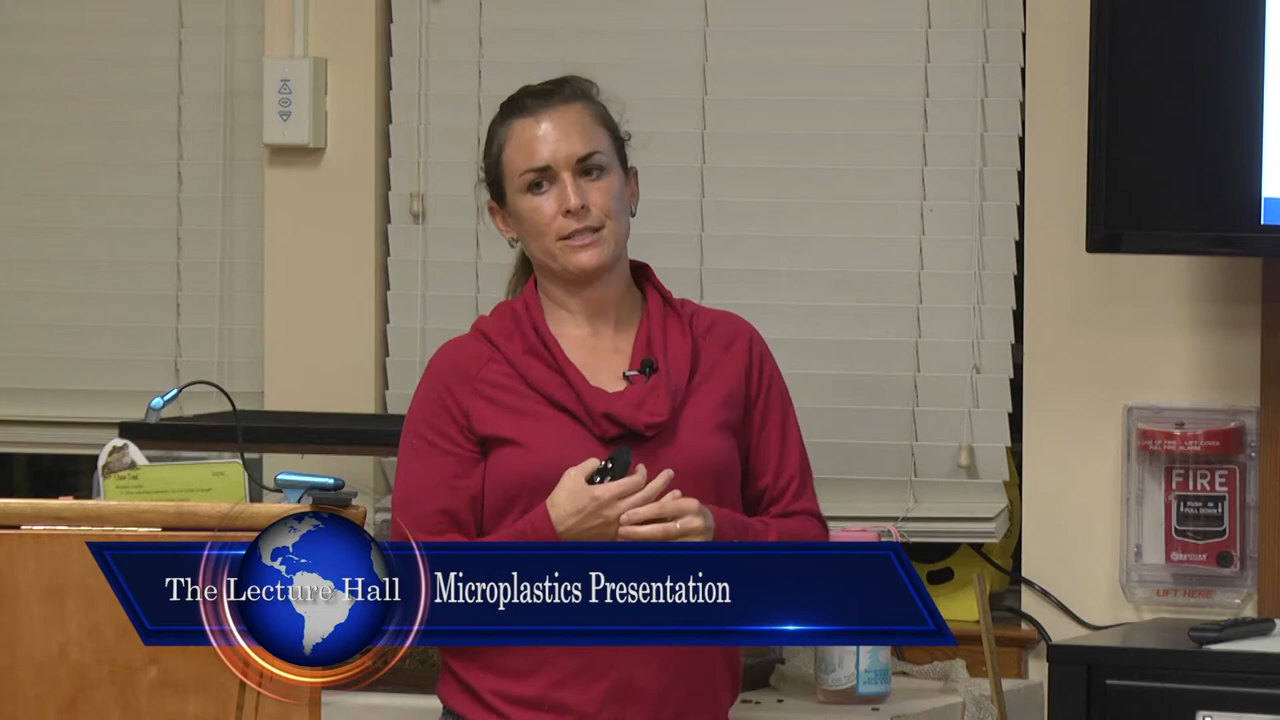 The Lecture Hall
Microplastics Presentation
FIRE
PUSH IN
PULL DOWN
LIFT HERE